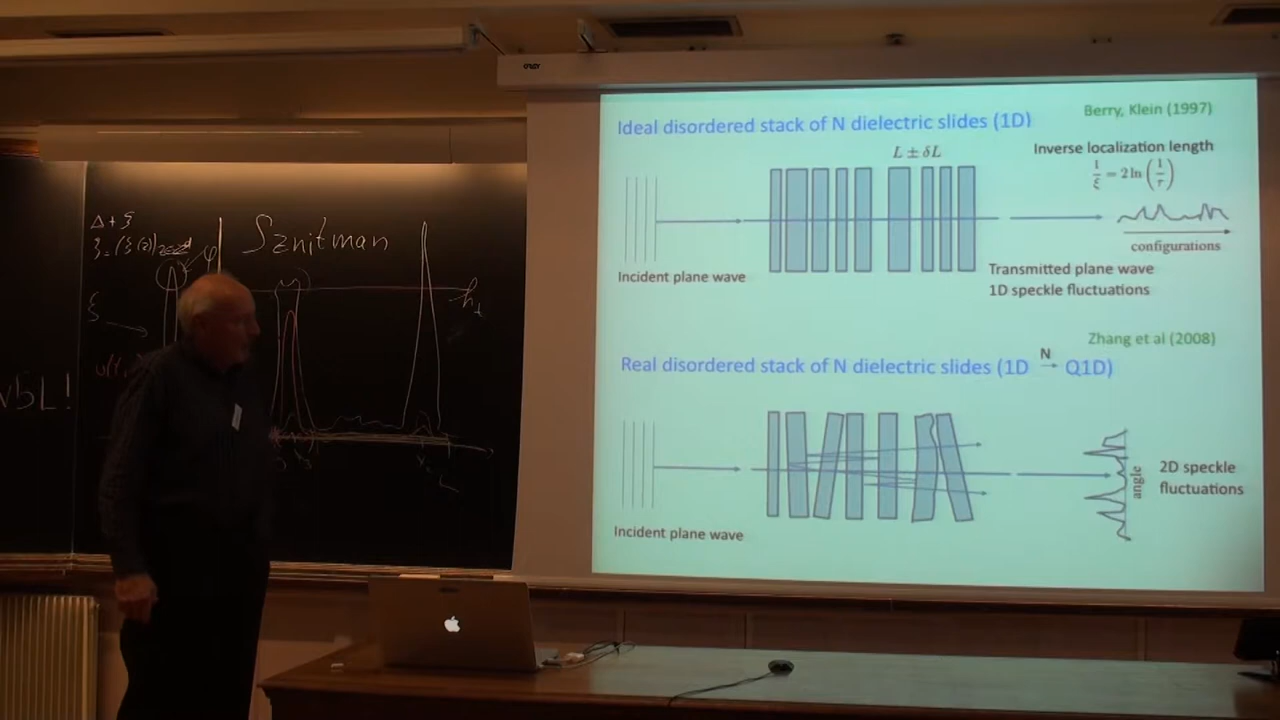 Δ + ξ
Sznitman
φ
ξ
Ideal disordered stack of N dielectric slides (1D)
Berry, Klein (1997)
L ± δL
Inverse localization length
1/ξ = 2 ln (1/τ)
configurations
Incident plane wave
Transmitted plane wave
1D speckle fluctuations
Zhang et al (2008)
Real disordered stack of N dielectric slides (1D N→ Q1D)
angle
2D speckle
fluctuations
Incident plane wave